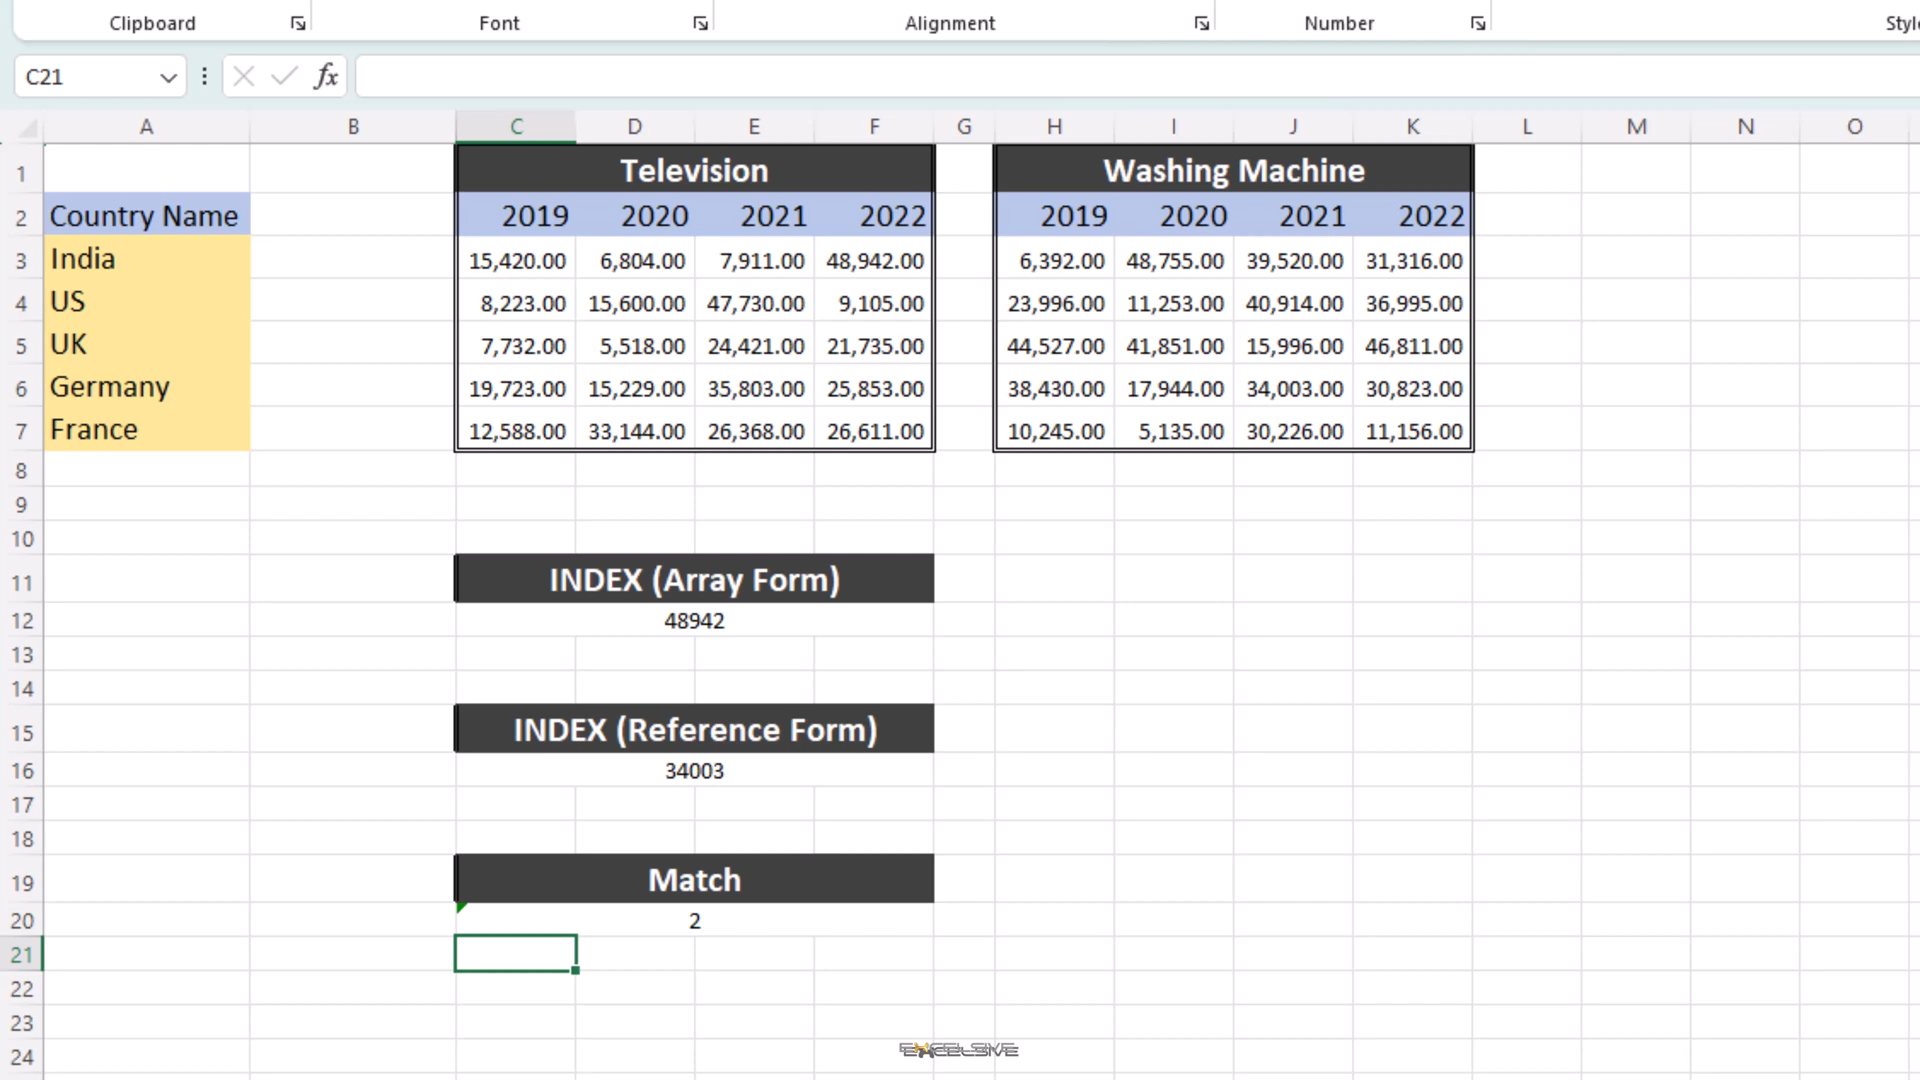 Clipboard Font Alignment Number Styl
C21 fx
A B C D E F G H I J K L M N O
1 Television Washing Machine
2 Country Name 2019 2020 2021 2022 2019 2020 2021 2022
3 India 15,420.00 6,804.00 7,911.00 48,942.00 6,392.00 48,755.00 39,520.00 31,316.00
4 US 8,223.00 15,600.00 47,730.00 9,105.00 23,996.00 11,253.00 40,914.00 36,995.00
5 UK 7,732.00 5,518.00 24,421.00 21,735.00 44,527.00 41,851.00 15,996.00 46,811.00
6 Germany 19,723.00 15,229.00 35,803.00 25,853.00 38,430.00 17,944.00 34,003.00 30,823.00
7 France 12,588.00 33,144.00 26,368.00 26,611.00 10,245.00 5,135.00 30,226.00 11,156.00
8
9
10
11 INDEX (Array Form)
12 48942
13
14
15 INDEX (Reference Form)
16 34003
17
18
19 Match
20 2
21
22
23
24
EXCELSIVE